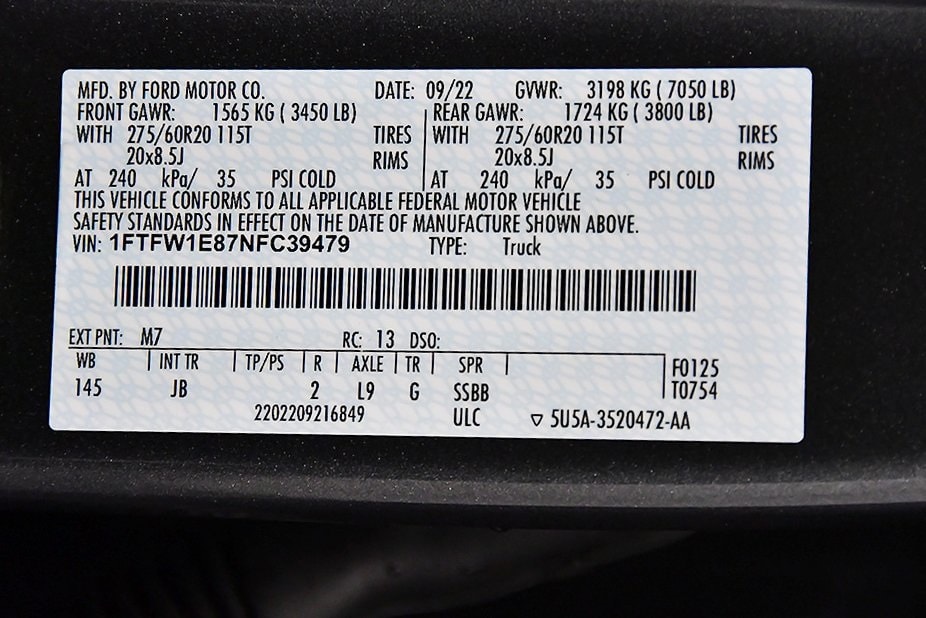 MFD. BY FORD MOTOR CO. DATE: 09/22 GVWR: 3198 KG ( 7050 LB)
FRONT GAWR: 1565 KG ( 3450 LB) REAR GAWR: 1724 KG ( 3800 LB)
WITH 275/60R20 115T TIRES WITH 275/60R20 115T TIRES
20x8.5J RIMS 20x8.5J RIMS
AT 240 kPa/ 35 PSI COLD AT 240 kPa/ 35 PSI COLD
THIS VEHICLE CONFORMS TO ALL APPLICABLE FEDERAL MOTOR VEHICLE
SAFETY STANDARDS IN EFFECT ON THE DATE OF MANUFACTURE SHOWN ABOVE.
VIN: 1FTFW1E87NFC39479 TYPE: Truck
EXT PNT: M7 RC: 13 DSO:
WB INT TR TP/PS R AXLE TR SPR F0125
145 JB 2 L9 G SSBB T0754
2202209216849 ULC ▽ 5U5A-3520472-AA